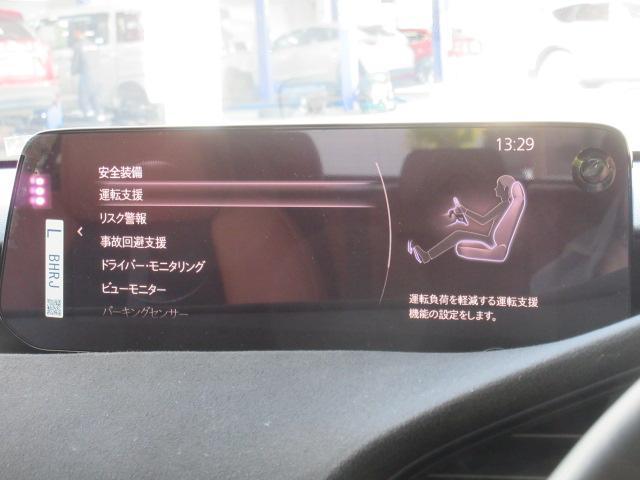 13:29
安全装備
運転支援
リスク警報
事故回避支援
ドライバー・モニタリング
ビューモニター
パーキングセンサー
運転負荷を軽減する運転支援
機能の設定をします。
L BHRJ